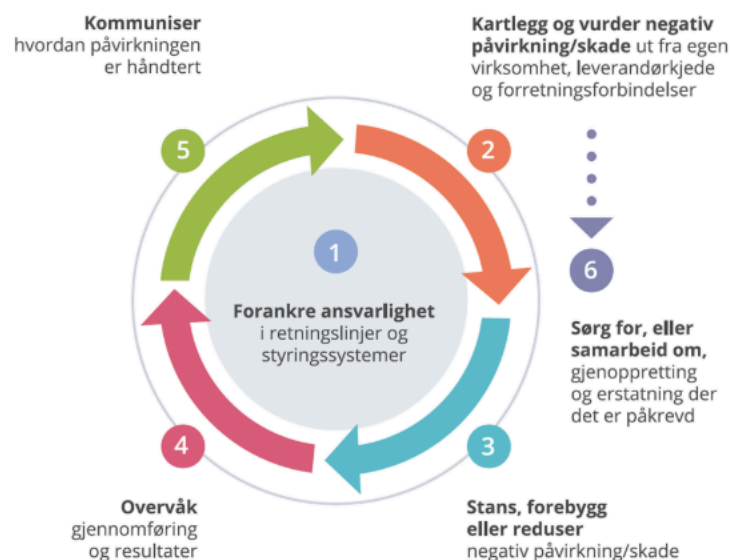 Kommuniser
hvordan påvirkningen
er håndtert
Kartlegg og vurder negativ
påvirkning/skade ut fra egen
virksomhet, leverandørkjede
og forretningsforbindelser
5
2
1
Forankre ansvarlighet
i retningslinjer og
styringssystemer
6
Sørg for, eller
samarbeid om,
gjenoppretting
og erstatning der
det er påkrevd
4
3
Overvåk
gjennomføring
og resultater
Stans, forebygg
eller reduser
negativ påvirkning/skade